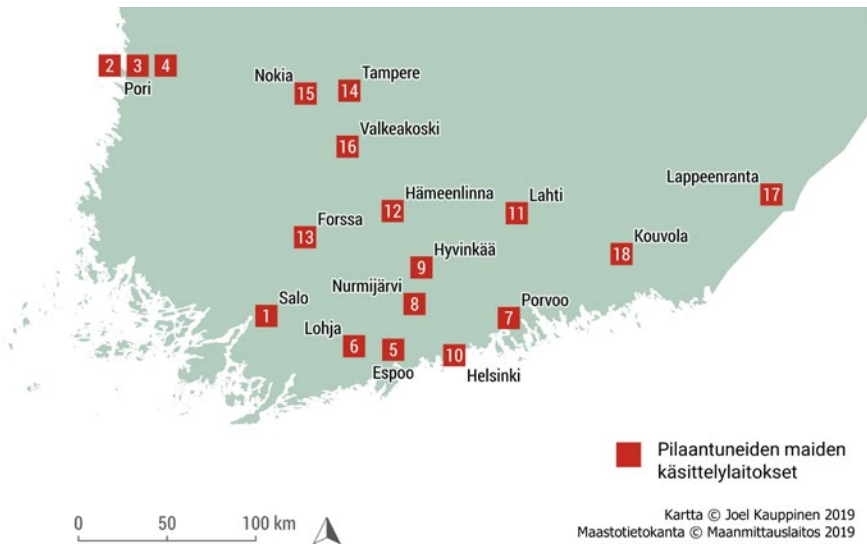 2 3 4
Pori
Nokia
15
Tampere
14
Valkeakoski
16
Lappeenranta
17
Hämeenlinna
12
Lahti
11
Forssa
13
Kouvola
18
Hyvinkää
9
Nurmijärvi
8
Salo
1
Porvoo
7
Lohja
6
5
Espoo
10
Helsinki
Pilaantuneiden maiden
käsittelylaitokset
0 50 100 km
Kartta © Joel Kauppinen 2019
Maastotietokanta © Maanmittauslaitos 2019